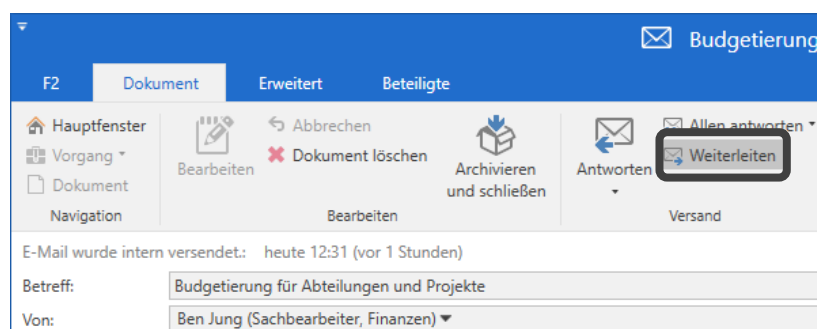 Budgetierung
F2 Dokument Erweitert Beteiligte
Hauptfenster
Vorgang
Dokument
Navigation
Bearbeiten
Abbrechen
Dokument löschen
Archivieren
und schließen
Bearbeiten
Antworten
Allen antworten
Weiterleiten
Versand
E-Mail wurde intern versendet.: heute 12:31 (vor 1 Stunden)
Betreff: Budgetierung für Abteilungen und Projekte
Von: Ben Jung (Sachbearbeiter, Finanzen)